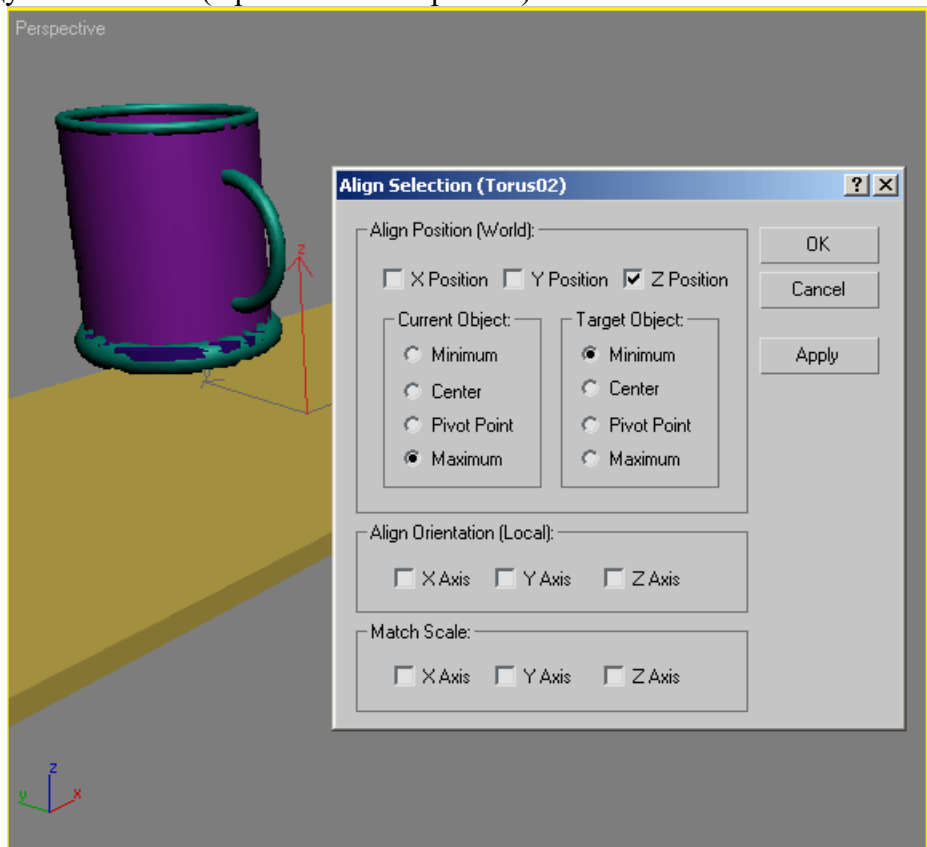 Perspective
Align Selection (Torus02)
Align Position (World):
X Position Y Position Z Position
Current Object:
Minimum
Center
Pivot Point
Maximum
Target Object:
Minimum
Center
Pivot Point
Maximum
Align Orientation (Local):
X Axis Y Axis Z Axis
Match Scale:
X Axis Y Axis Z Axis
OK
Cancel
Apply
z
y
z
y x